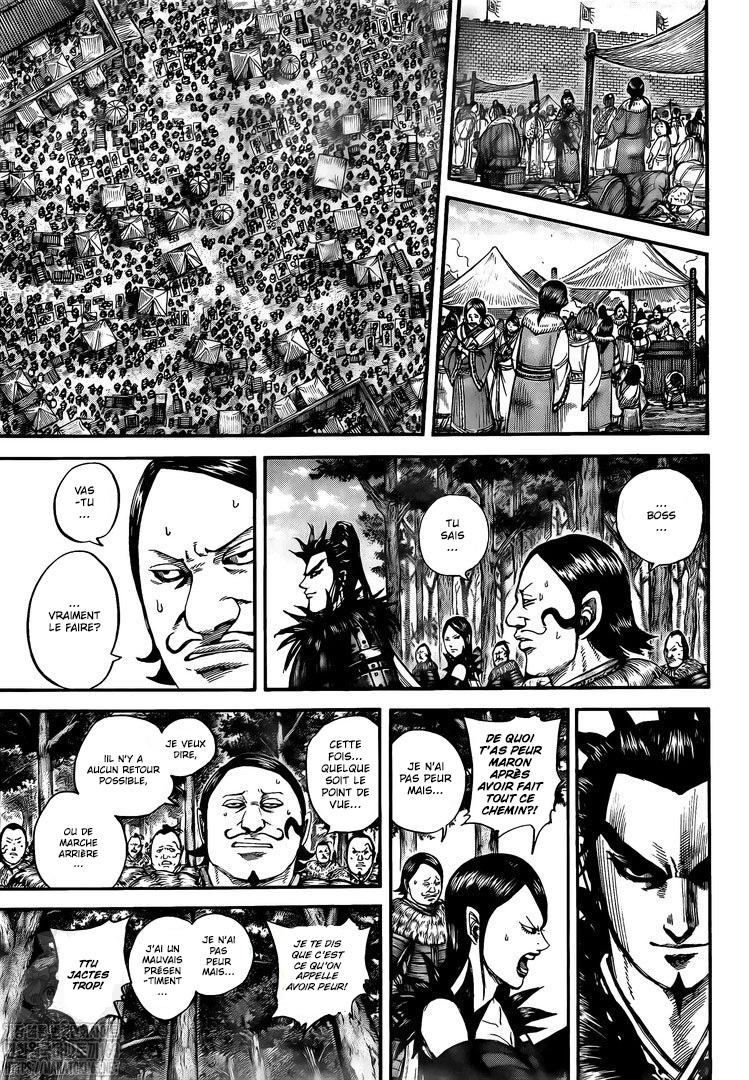 ...
BOSS ...
TU
SAIS
...
VAS
-TU
...
...
VRAIMENT
LE FAIRE?
DE QUOI
T'AS PEUR
MARON
APRÈS
AVOIR FAIT
TOUT CE
CHEMIN?!
JE N'AI
PAS PEUR
MAIS...
CETTE
FOIS...
QUELQUE
SOIT LE
POINT DE
VUE...
JE VEUX
DIRE,
IIL N'Y A
AUCUN RETOUR
POSSIBLE,
OU DE
MARCHE
ARRIÈRE
...
JE TE DIS
QUE C'EST
CE QU'ON
APPELLE
AVOIR PEUR!
JE N'AI
PAS PEUR
MAIS...
J'AI UN
MAUVAIS
PRÉSEN
-TIMENT ...
TTU
JACTES
TROP!